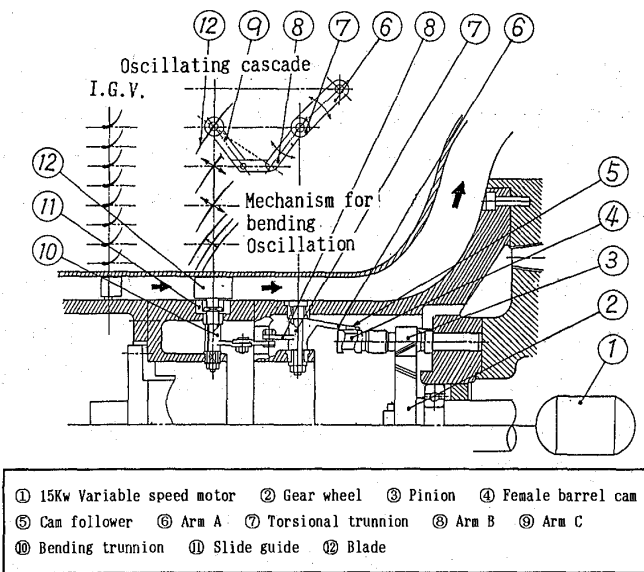 ⑫ ⑨ ⑧ ⑦ ⑥ ⑧ ⑦ ⑥
Oscillating cascade
I.G.V.
⑫
⑪
⑩
Mechanism for
bending
Oscillation
⑤
④
③
②
①
① 15Kw Variable speed motor ② Gear wheel ③ Pinion ④ Female barrel cam
⑤ Cam follower ⑥ Arm A ⑦ Torsional trunnion ⑧ Arm B ⑨ Arm C
⑩ Bending trunnion ⑪ Slide guide ⑫ Blade